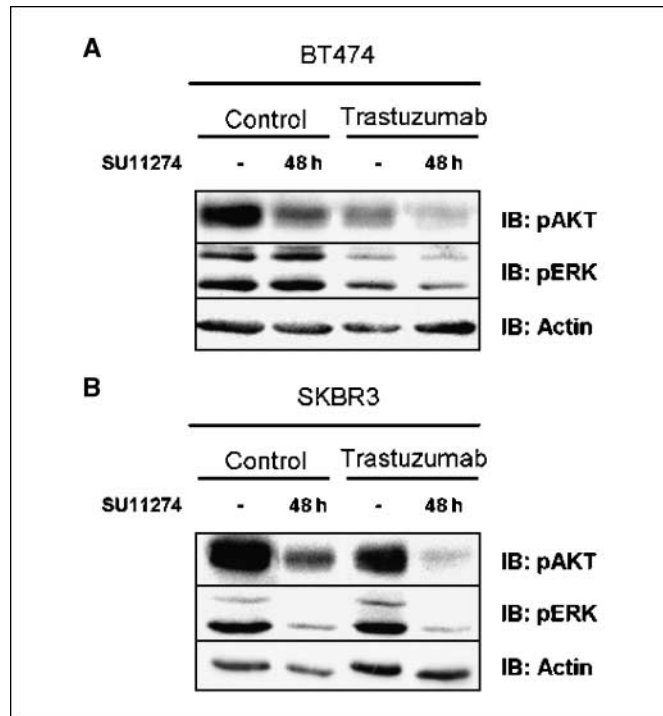 A
BT474
Control Trastuzumab
SU11274 - 48 h - 48 h
IB: pAKT
IB: pERK
IB: Actin
B
SKBR3
Control Trastuzumab
SU11274 - 48 h - 48 h
IB: pAKT
IB: pERK
IB: Actin